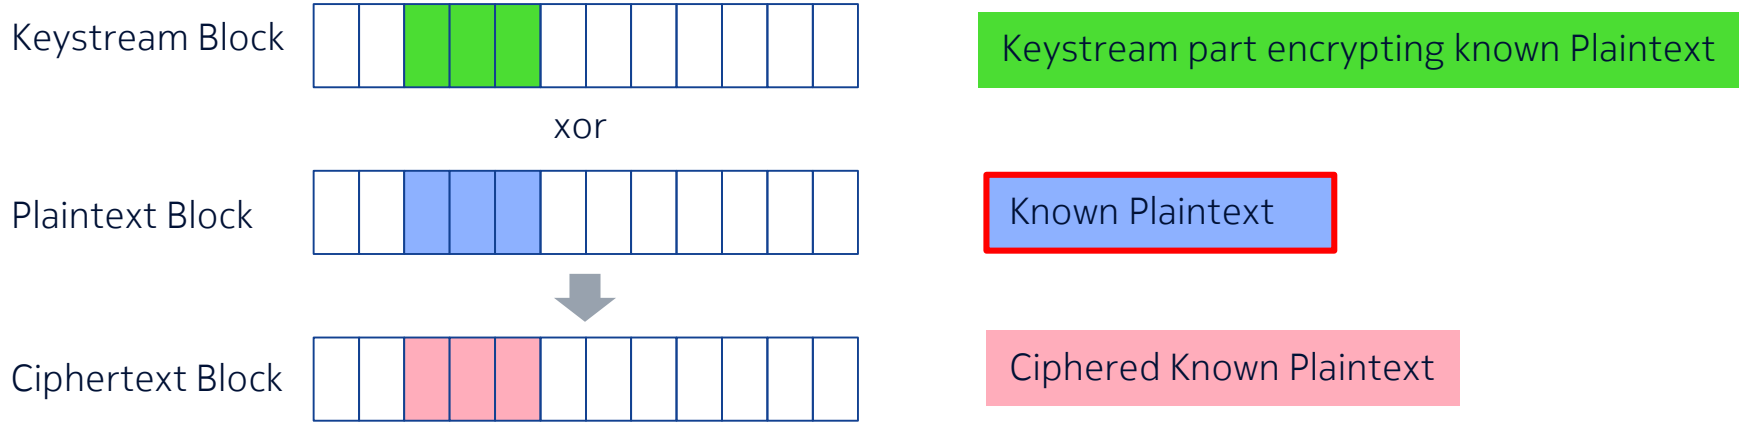 Keystream Block
Keystream part encrypting known Plaintext
xor
Plaintext Block
Known Plaintext
Ciphertext Block
Ciphered Known Plaintext